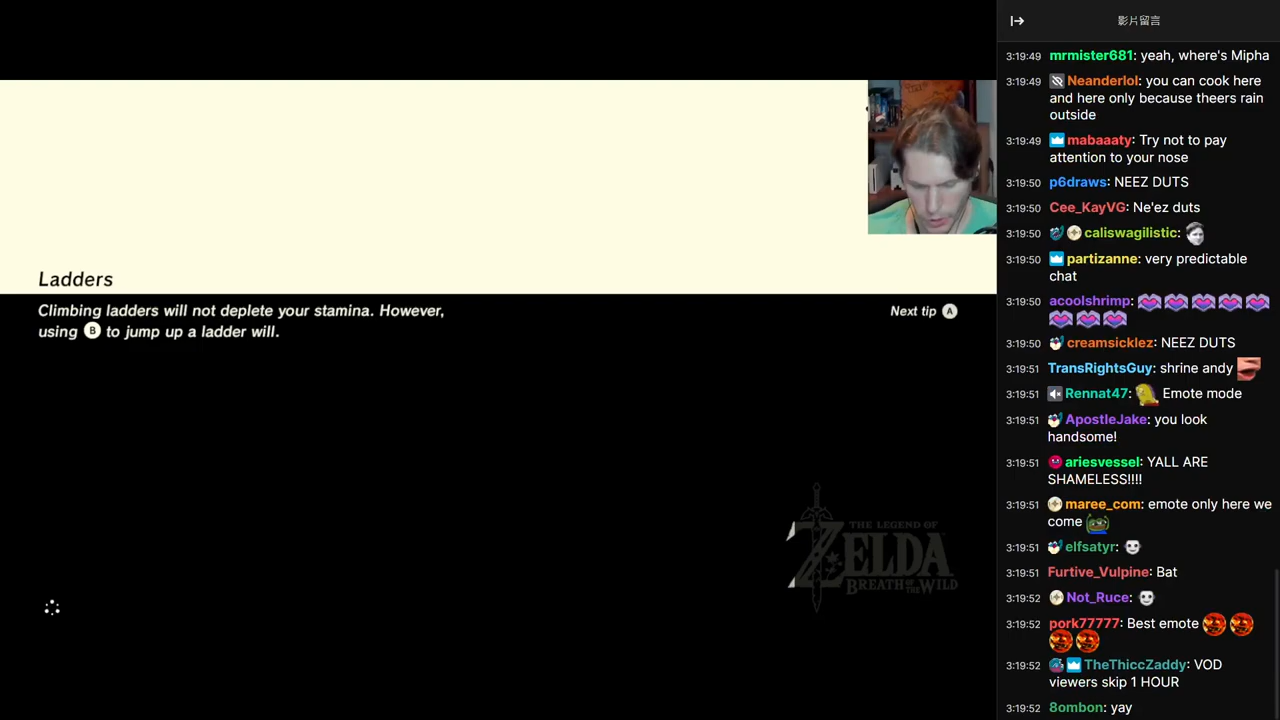 影片留言
3:19:49 mrmister681: yeah, where's Mipha
3:19:49 Neanderlol: you can cook here
and here only because theers rain
outside
3:19:49 mabaaaty: Try not to pay
attention to your nose
3:19:50 p6draws: NEEZ DUTS
3:19:50 Cee_KayVG: Ne'ez duts
3:19:50 caliswagilistic:
3:19:50 partizanne: very predictable
chat
3:19:50 acoolshrimp:
3:19:50 creamsicklez: NEEZ DUTS
3:19:51 TransRightsGuy: shrine andy
3:19:51 Rennat47: Emote mode
3:19:51 ApostleJake: you look
handsome!
3:19:51 ariesvessel: YALL ARE
SHAMELESS!!!!
3:19:51 maree_com: emote only here we
come
3:19:51 elfsatyr:
3:19:51 Furtive_Vulpine: Bat
3:19:52 Not_Ruce:
3:19:52 pork77777: Best emote
3:19:52 TheThiccZaddy: VOD
viewers skip 1 HOUR
3:19:52 8ombon: yay
Ladders
Climbing ladders will not deplete your stamina. However,
using B to jump up a ladder will.
Next tip A
THE LEGEND OF
ZELDA
BREATH OF THE WILD